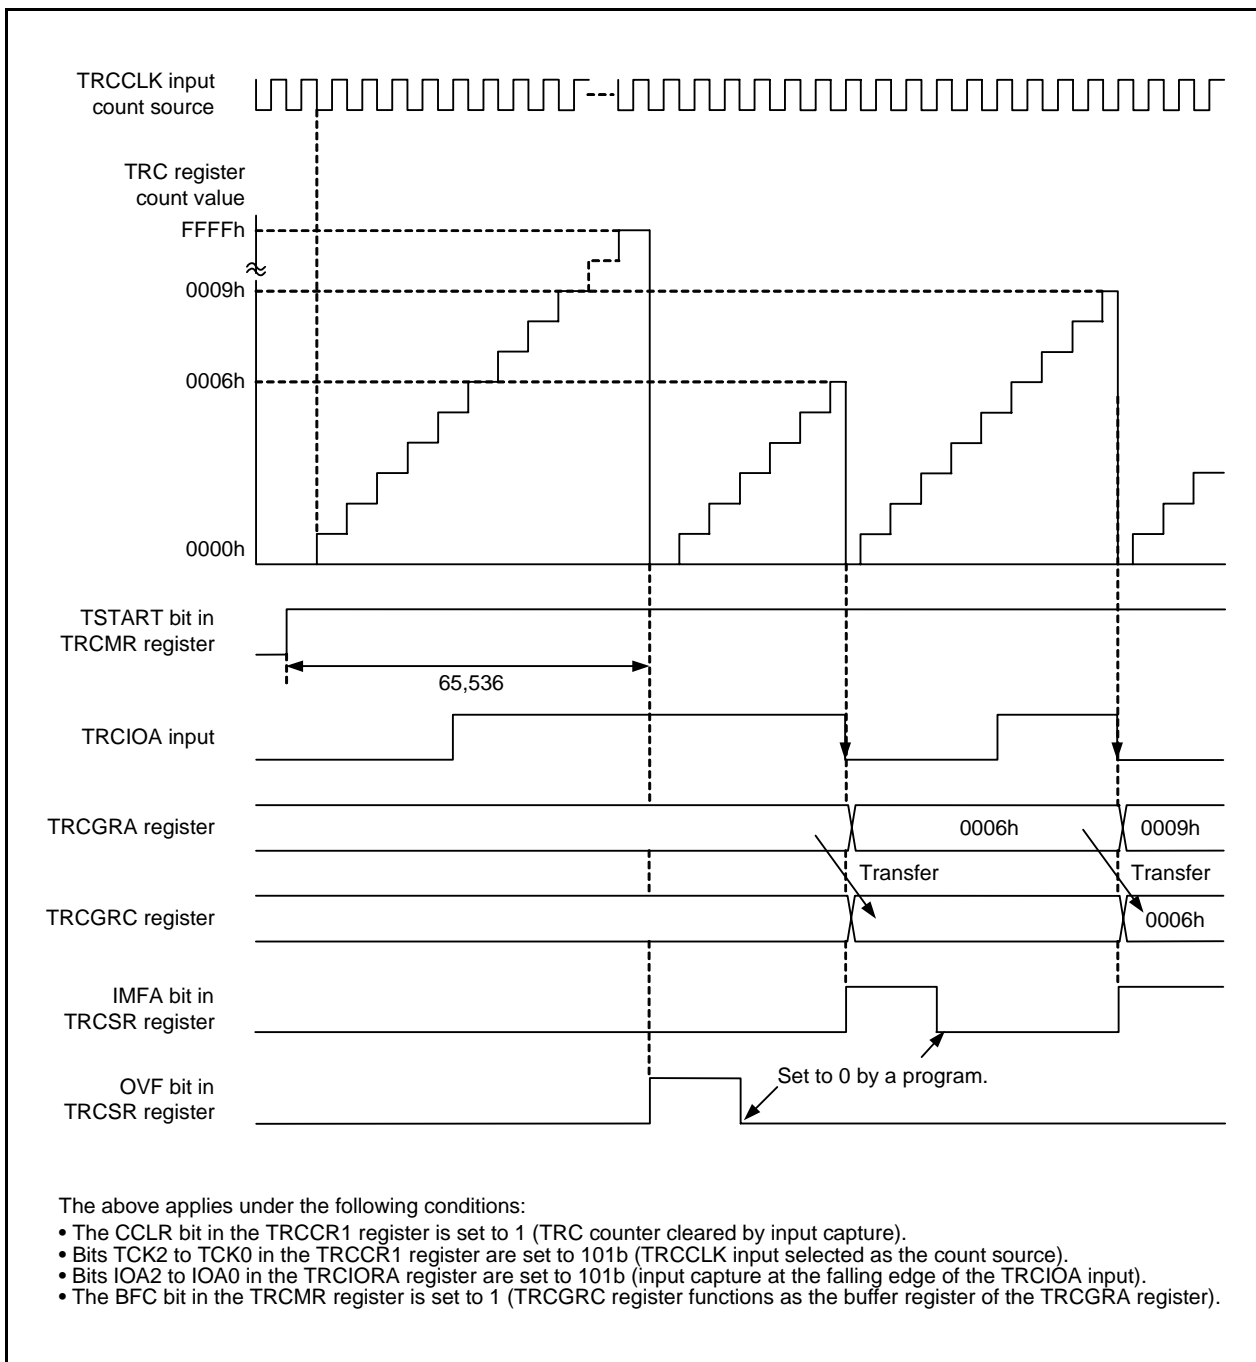 TRCCLK input
count source
TRC register
count value
FFFFh
0009h
0006h
0000h
TSTART bit in
TRCMR register
65,536
TRCIOA input
TRCGRA register
0006h
0009h
Transfer
Transfer
TRCGRC register
0006h
IMFA bit in
TRCSR register
Set to 0 by a program.
OVF bit in
TRCSR register
The above applies under the following conditions:
• The CCLR bit in the TRCCR1 register is set to 1 (TRC counter cleared by input capture).
• Bits TCK2 to TCK0 in the TRCCR1 register are set to 101b (TRCCLK input selected as the count source).
• Bits IOA2 to IOA0 in the TRCIORA register are set to 101b (input capture at the falling edge of the TRCIOA input).
• The BFC bit in the TRCMR register is set to 1 (TRCGRC register functions as the buffer register of the TRCGRA register).